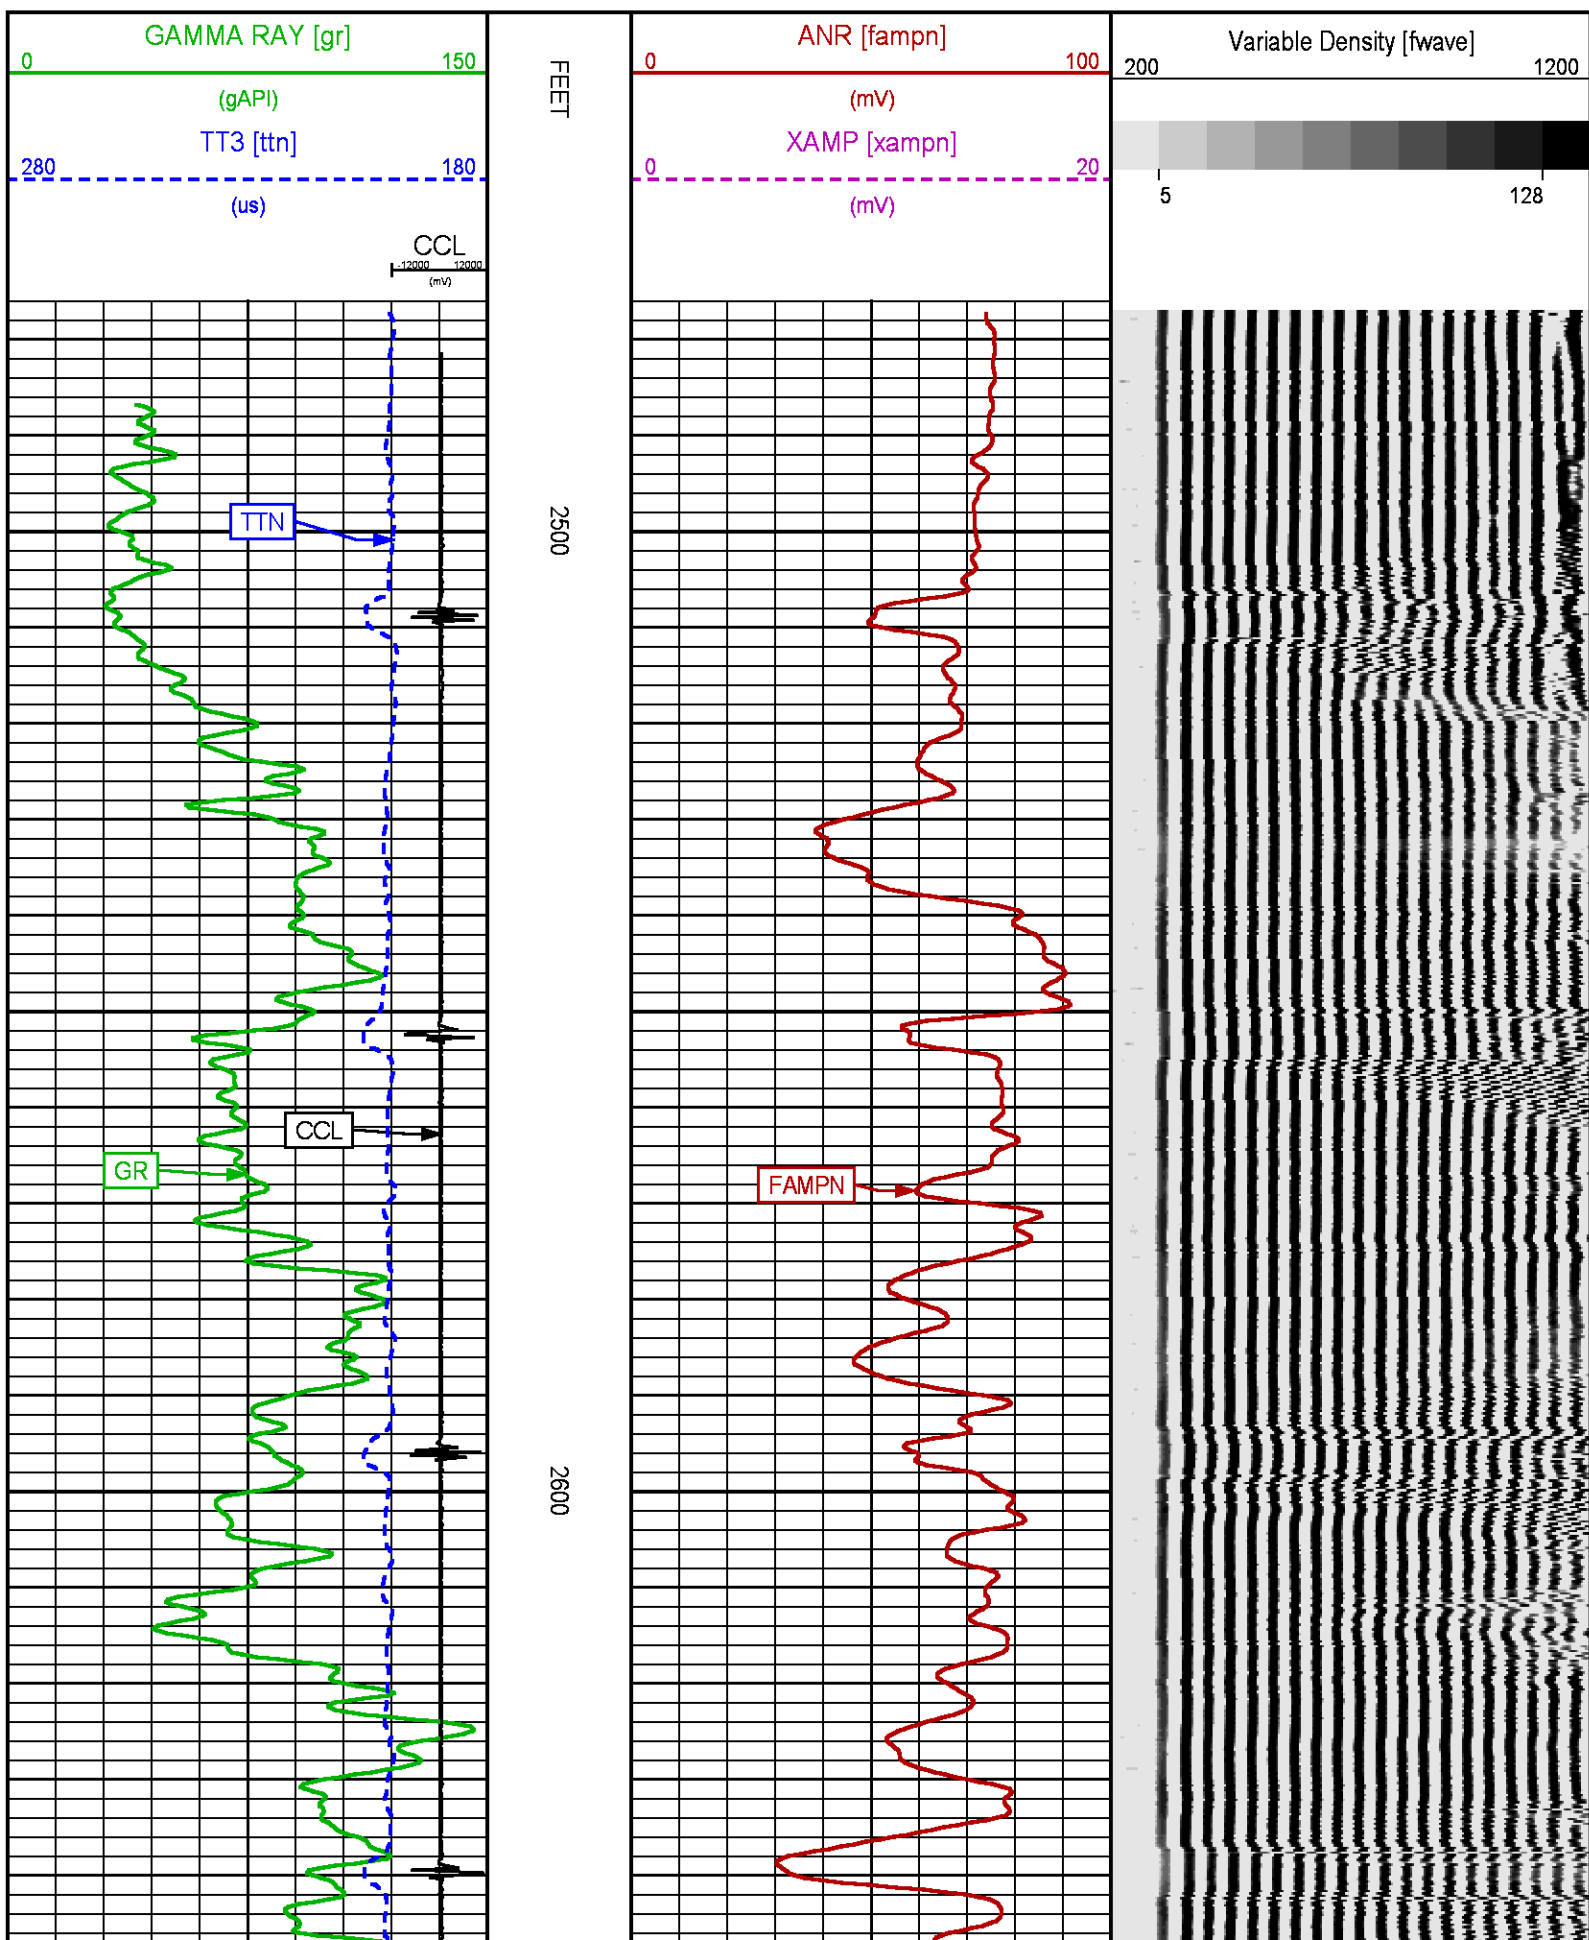 GAMMA RAY [gr]
0 150
(gAPI)
TT3 [ttn]
280 180
(us)
CCL
-12000 12000
(mV)
FEET
ANR [fampn]
0 100
(mV)
XAMP [xampn]
0 20
(mV)
Variable Density [fwave]
200 1200
5 128
TTN
2500
CCL
GR
FAMPN
2600